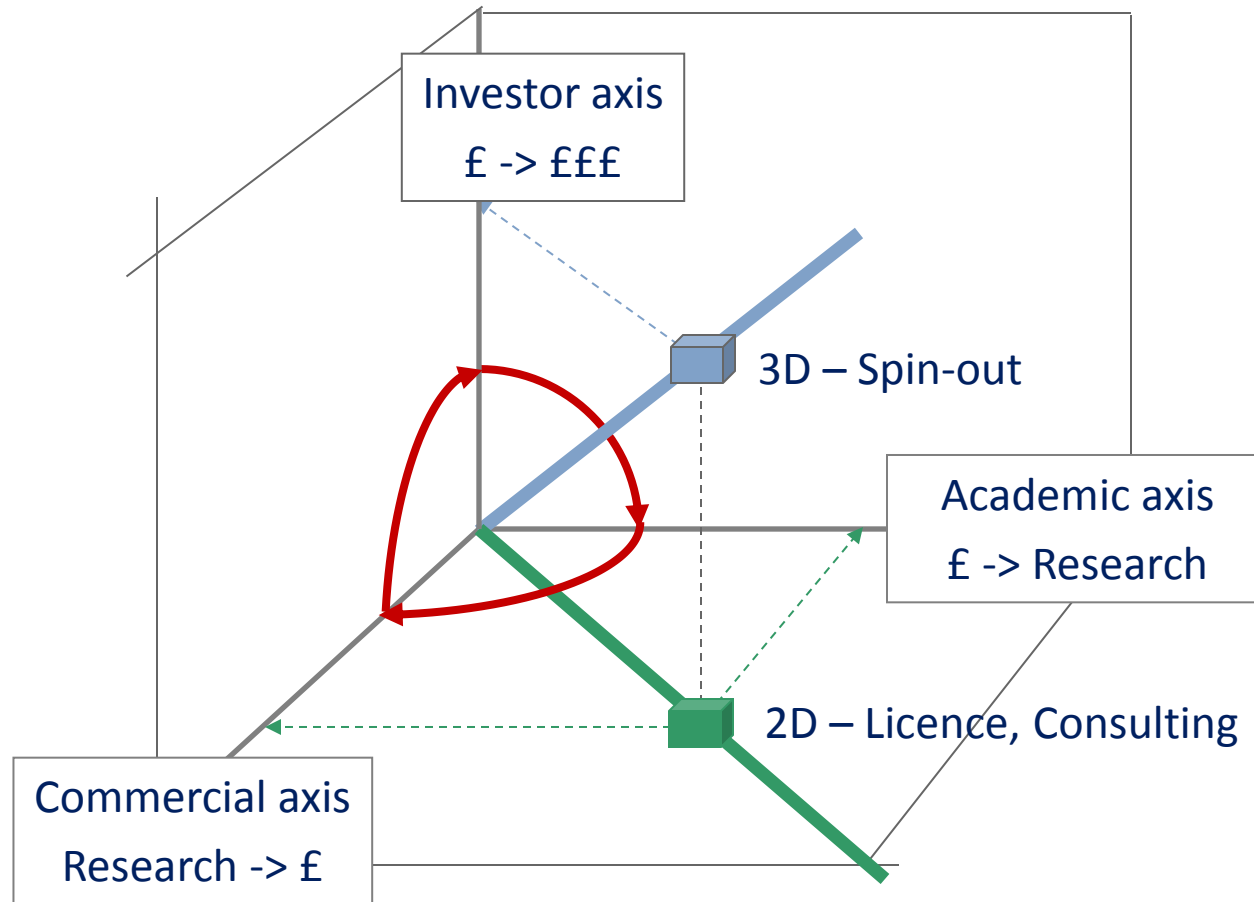 Investor axis
£ -> £££
3D – Spin-out
Academic axis
£ -> Research
2D – Licence, Consulting
Commercial axis
Research -> £